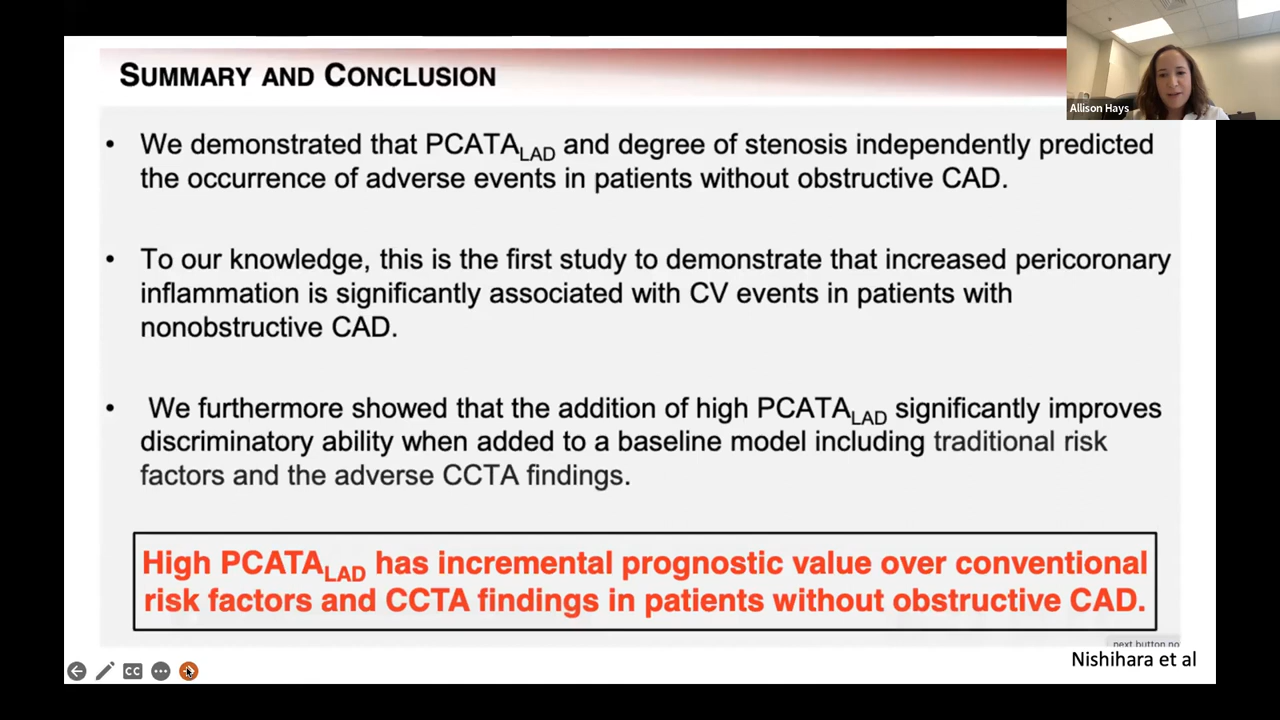 SUMMARY AND CONCLUSION
Allison Hays
• We demonstrated that PCATALAD and degree of stenosis independently predicted
the occurrence of adverse events in patients without obstructive CAD.
• To our knowledge, this is the first study to demonstrate that increased pericoronary
inflammation is significantly associated with CV events in patients with
nonobstructive CAD.
• We furthermore showed that the addition of high PCATALAD significantly improves
discriminatory ability when added to a baseline model including traditional risk
factors and the adverse CCTA findings.
High PCATALAD has incremental prognostic value over conventional
risk factors and CCTA findings in patients without obstructive CAD.
next button no
Nishihara et al
CC